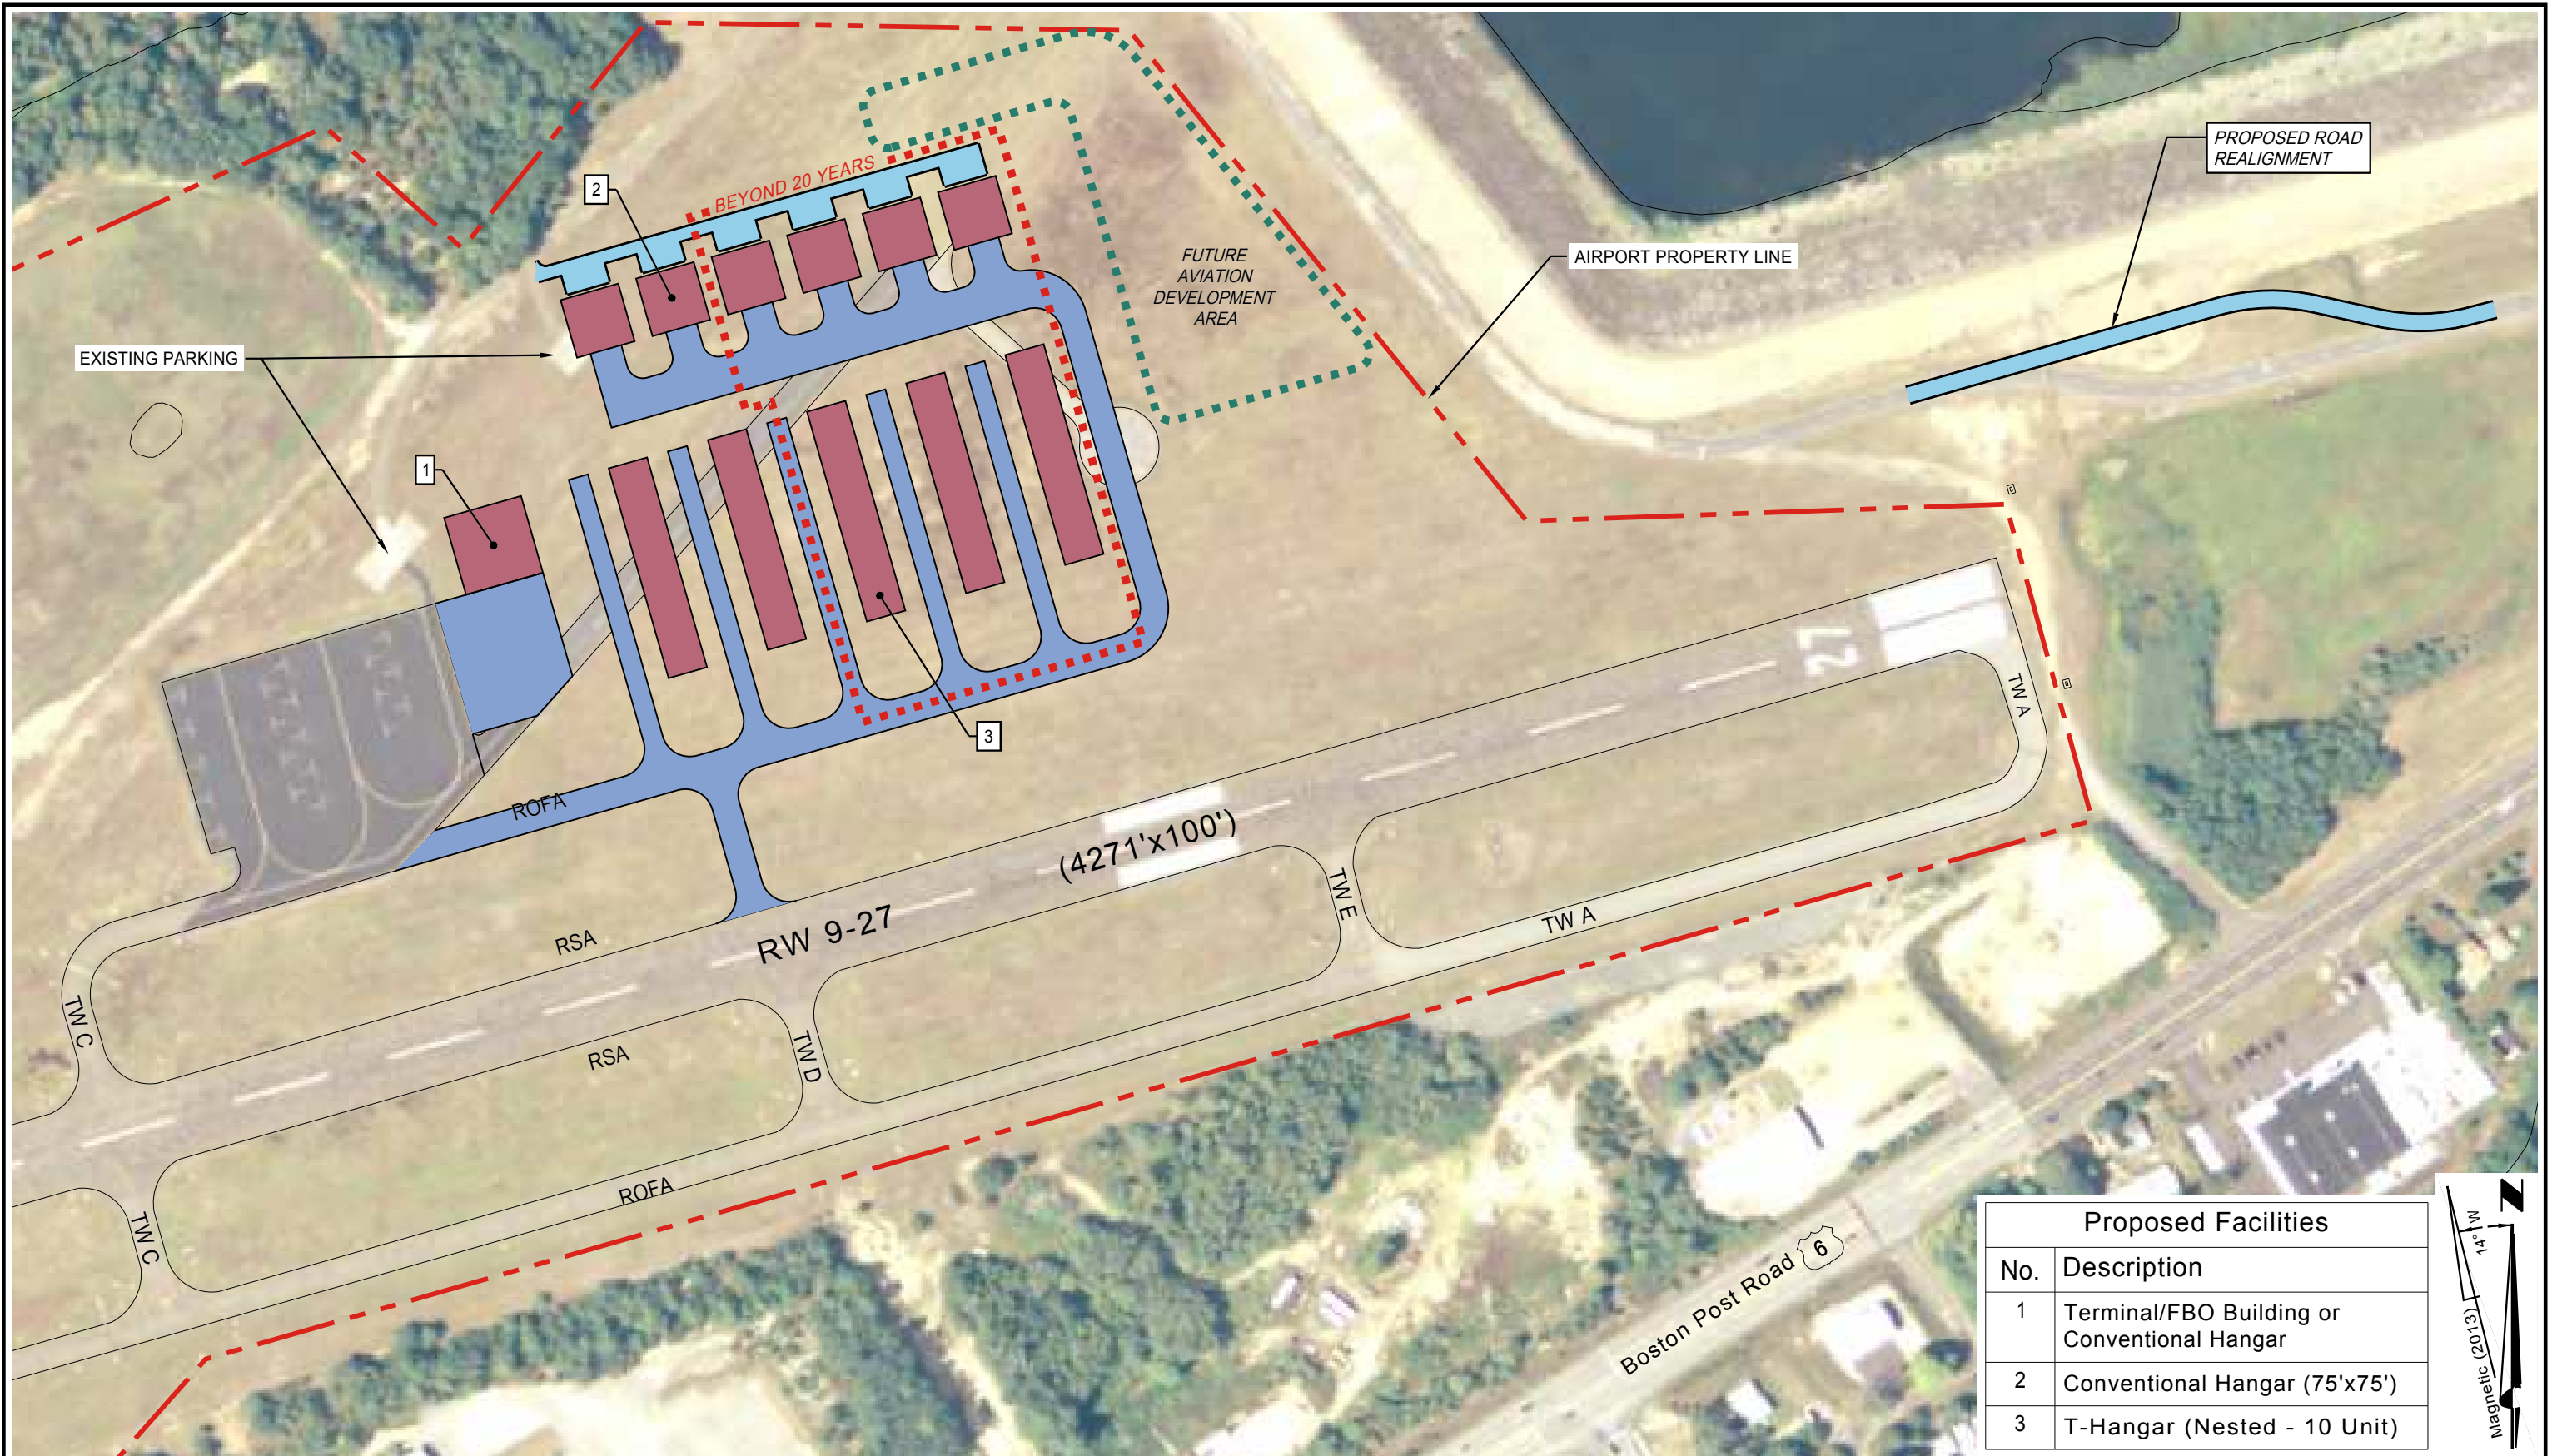 PROPOSED ROAD
REALIGNMENT
2
BEYOND 20 YEARS
FUTURE
AVIATION
DEVELOPMENT
AREA
AIRPORT PROPERTY LINE
EXISTING PARKING
1
3
27
TW A
ROFA
(4271'x100')
RW 9-27
RSA
TW E
TW A
TW C
RSA
TW D
ROFA
TW C
Boston Post Road
6
Proposed Facilities
No. Description
1 Terminal/FBO Building or
Conventional Hangar
2 Conventional Hangar (75'x75')
3 T-Hangar (Nested - 10 Unit)
N
14° W
Magnetic (2013)